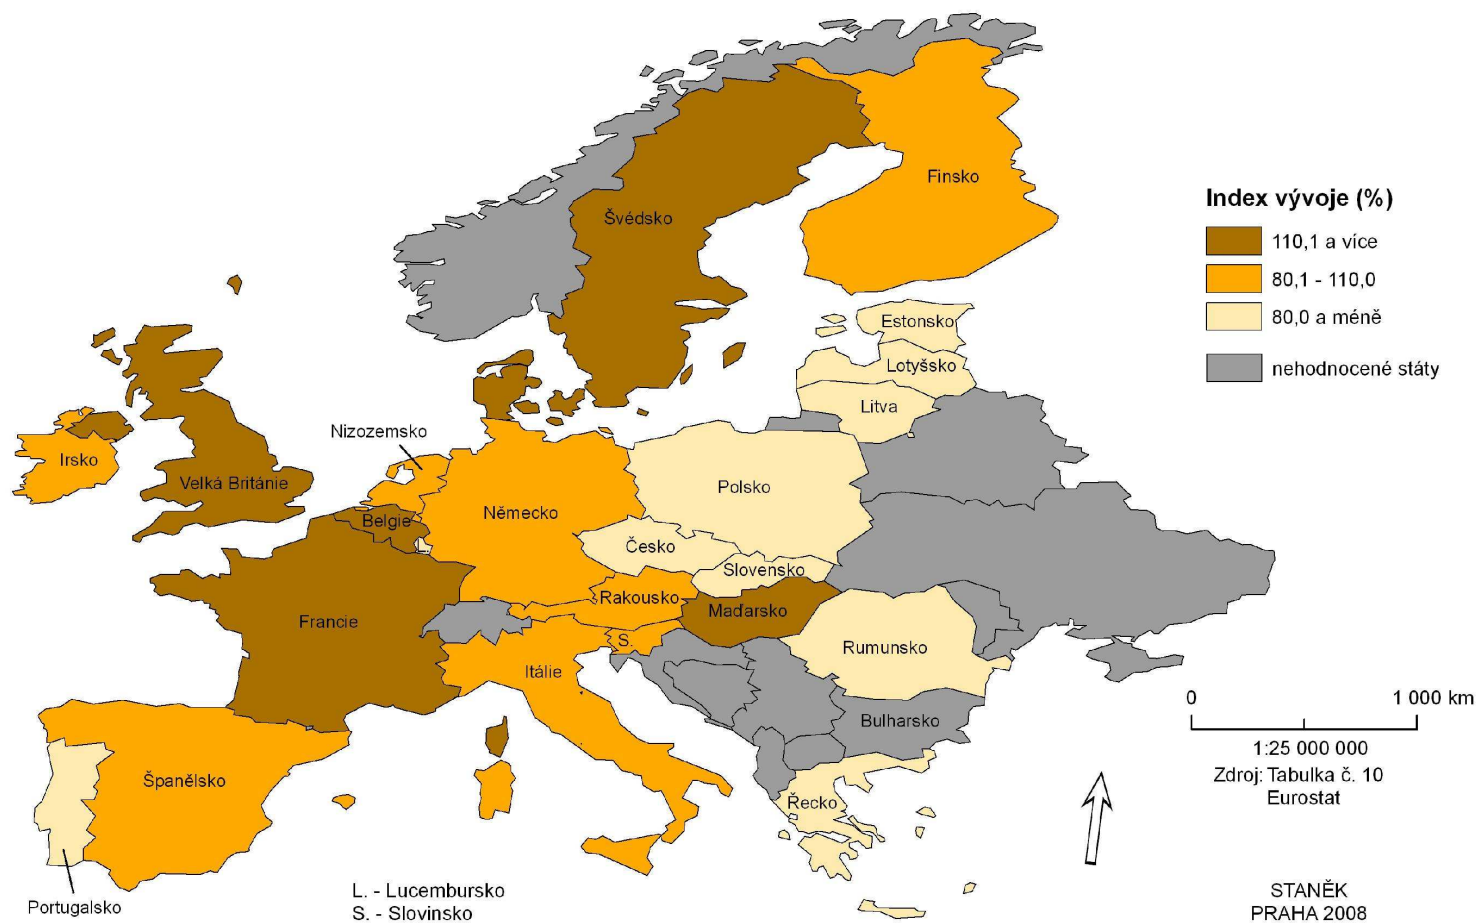 Finsko
Index vývoje (%)
Švédsko
110,1 a více
80,1 - 110,0
80,0 a méně
Estonsko
Lotyšsko
nehodnocené státy
Litva
Nizozemsko
Irsko
Velká Británie
Polsko
Belgie
Německo
L.
Česko
Slovensko
Rakousko
Maďarsko
Francie
S.
Rumunsko
Itálie
0 1 000 km
Bulharsko
1:25 000 000
Zdroj: Tabulka č. 10
Eurostat
Španělsko
Řecko
Portugalsko
L. - Lucembursko
S. - Slovinsko
STANĚK
PRAHA 2008